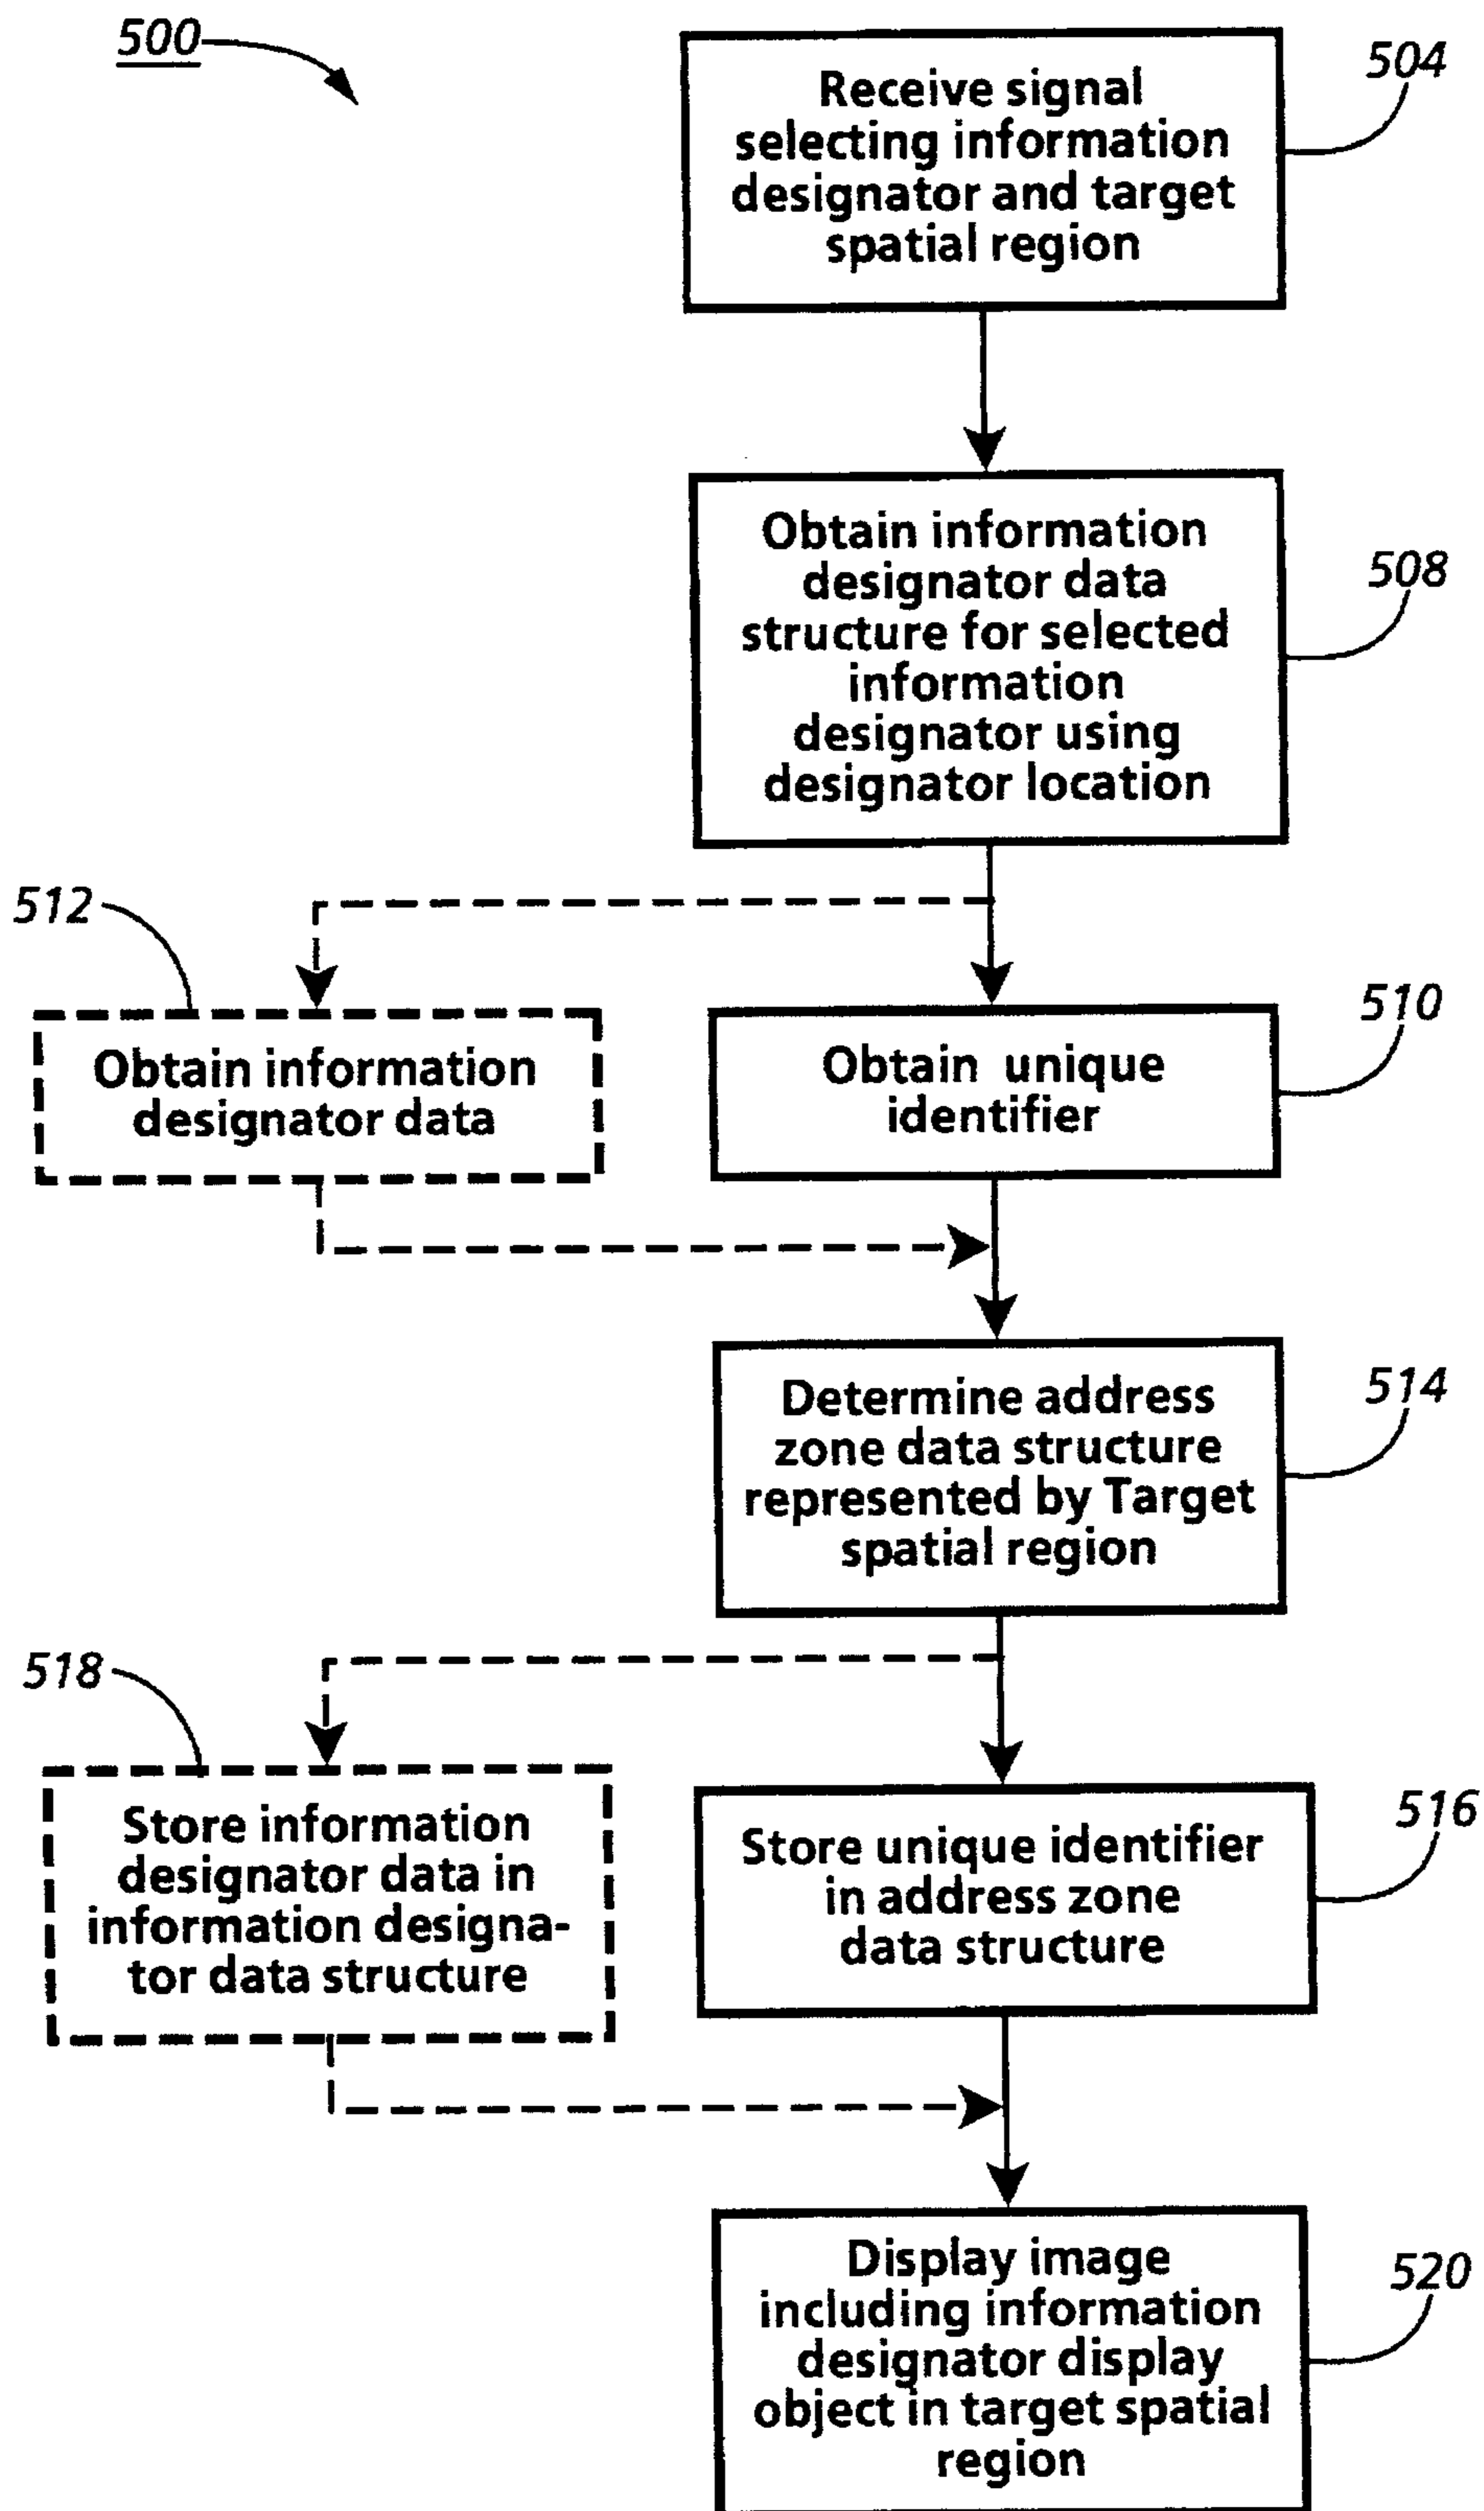 500
504
Receive signal
selecting information
designator and target
spatial region
508
Obtain information
designator data
structure for selected
information
designator using
designator location
512
Obtain information
designator data
510
Obtain unique
identifier
514
Determine address
zone data structure
represented by Target
spatial region
518
Store information
designator data in
information designa-
tor data structure
516
Store unique identifier
in address zone
data structure
520
Display image
including information
designator display
object in target spatial
region